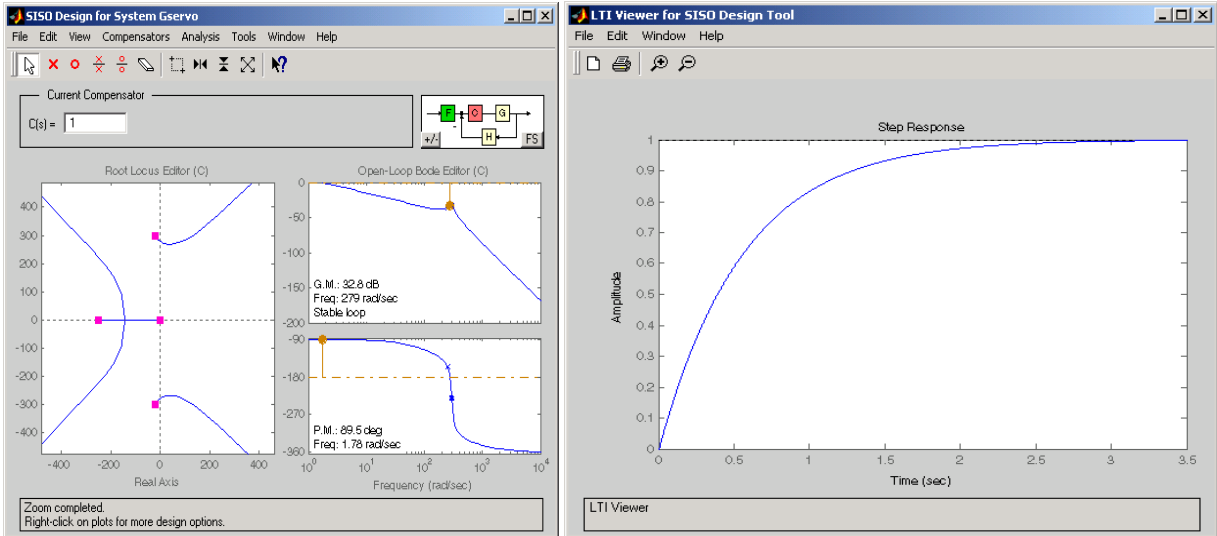 SISO Design for System Gservo
File Edit View Compensators Analysis Tools Window Help
Current Compensator
C(s) = 1
F C G
H
+/- FS
Root Locus Editor (C)
400
300
200
100
0
-100
-200
-300
-400
-400 -200 0 200 400
Real Axis
Open-Loop Bode Editor (C)
0
-50
-100
-150
-200
G.M.: 32.8 dB
Freq: 279 rad/sec
Stable loop
-90
-180
-270
-360
P.M.: 89.5 deg
Freq: 1.78 rad/sec
10^0 10^1 10^2 10^3 10^4
Frequency (rad/sec)
Zoom completed.
Right-click on plots for more design options.
LTI Viewer for SISO Design Tool
File Edit Window Help
Step Response
1
0.9
0.8
0.7
0.6
0.5
0.4
0.3
0.2
0.1
0
Amplitude
0 0.5 1 1.5 2 2.5 3 3.5
Time (sec)
LTI Viewer